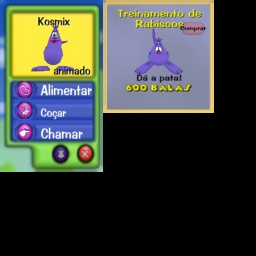 Kosmix
animado
Alimentar
Coçar
Chamar
Treinamento de
Rabiscos
Comprar
Dá a pata!
600 BALAS